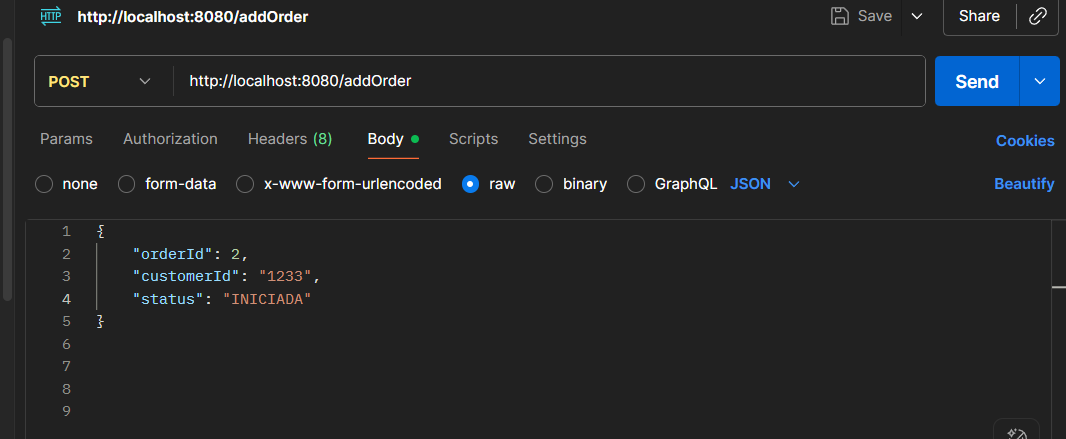 HTTP http://localhost:8080/addOrder Save Share
POST http://localhost:8080/addOrder Send
Params Authorization Headers (8) Body Scripts Settings Cookies
none form-data x-www-form-urlencoded raw binary GraphQL JSON Beautify
1 {
2 "orderId": 2,
3 "customerId": "1233",
4 "status": "INICIADA"
5 }
6
7
8
9